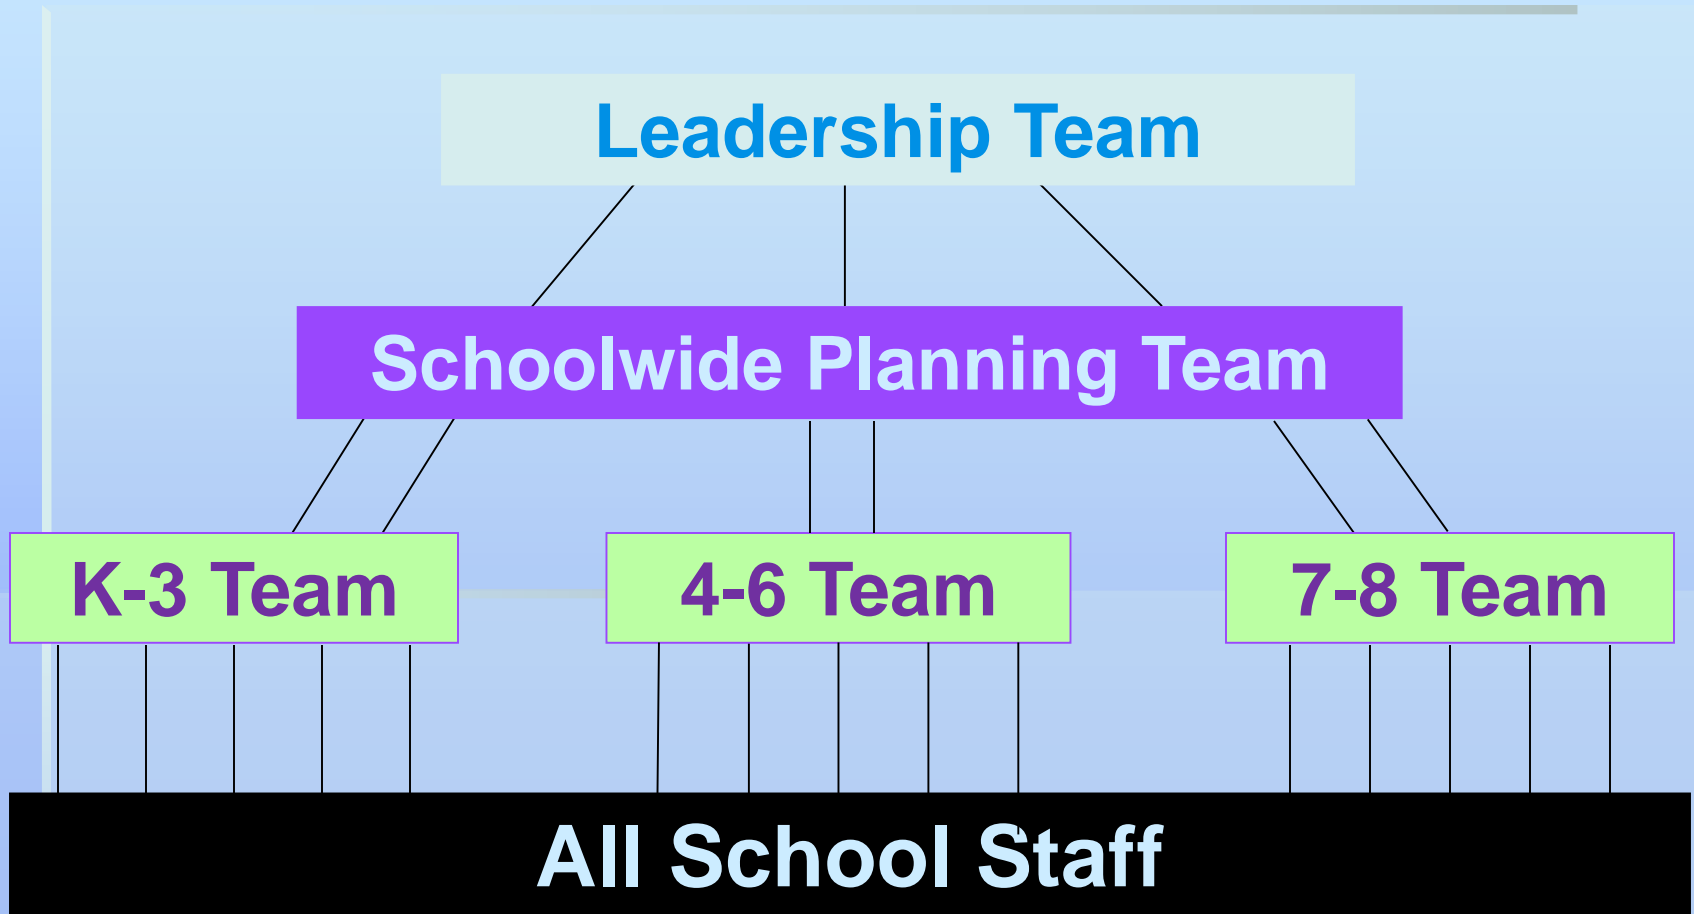 Leadership Team
Schoolwide Planning Team
K-3 Team
4-6 Team
7-8 Team
All School Staff